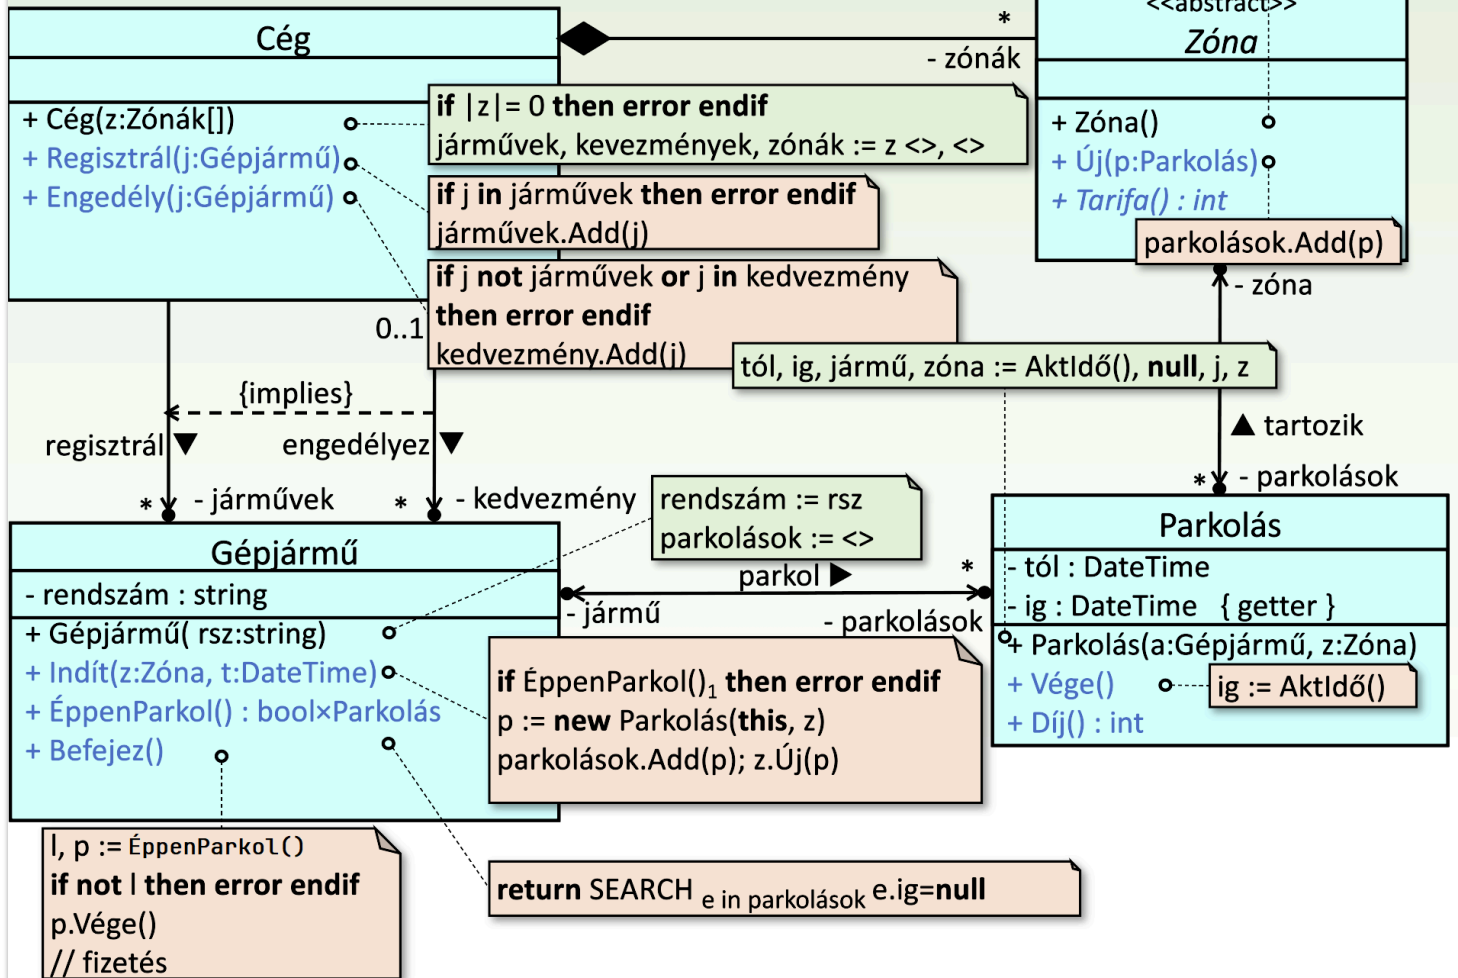 Cég
+ Cég(z:Zónák[])
+ Regisztrál(j:Gépjármű)
+ Engedély(j:Gépjármű)
if |z|= 0 then error endif
járművek, kevezmények, zónák := z <>, <>
if j in járművek then error endif
járművek.Add(j)
if j not járművek or j in kedvezmény
then error endif
kedvezmény.Add(j)
*
- zónák
<<abstract>>
Zóna
+ Zóna()
+ Új(p:Parkolás)
+ Tarifa() : int
parkolások.Add(p)
- zóna
0..1
tól, ig, jármű, zóna := AktIdő(), null, j, z
{implies}
regisztrál ▼
engedélyez ▼
▲ tartozik
* - járművek
* - kedvezmény
* - parkolások
rendszám := rsz
parkolások := <>
Gépjármű
- rendszám : string
+ Gépjármű( rsz:string)
+ Indít(z:Zóna, t:DateTime)
+ ÉppenParkol() : bool×Parkolás
+ Befejez()
parkol ▶
*
- jármű
- parkolások
Parkolás
- tól : DateTime
- ig : DateTime { getter }
+ Parkolás(a:Gépjármű, z:Zóna)
+ Vége()
+ Díj() : int
ig := AktIdő()
if ÉppenParkol()1 then error endif
p := new Parkolás(this, z)
parkolások.Add(p); z.Új(p)
l, p := ÉppenParkol()
if not l then error endif
p.Vége()
// fizetés
return SEARCH e in parkolások e.ig=null